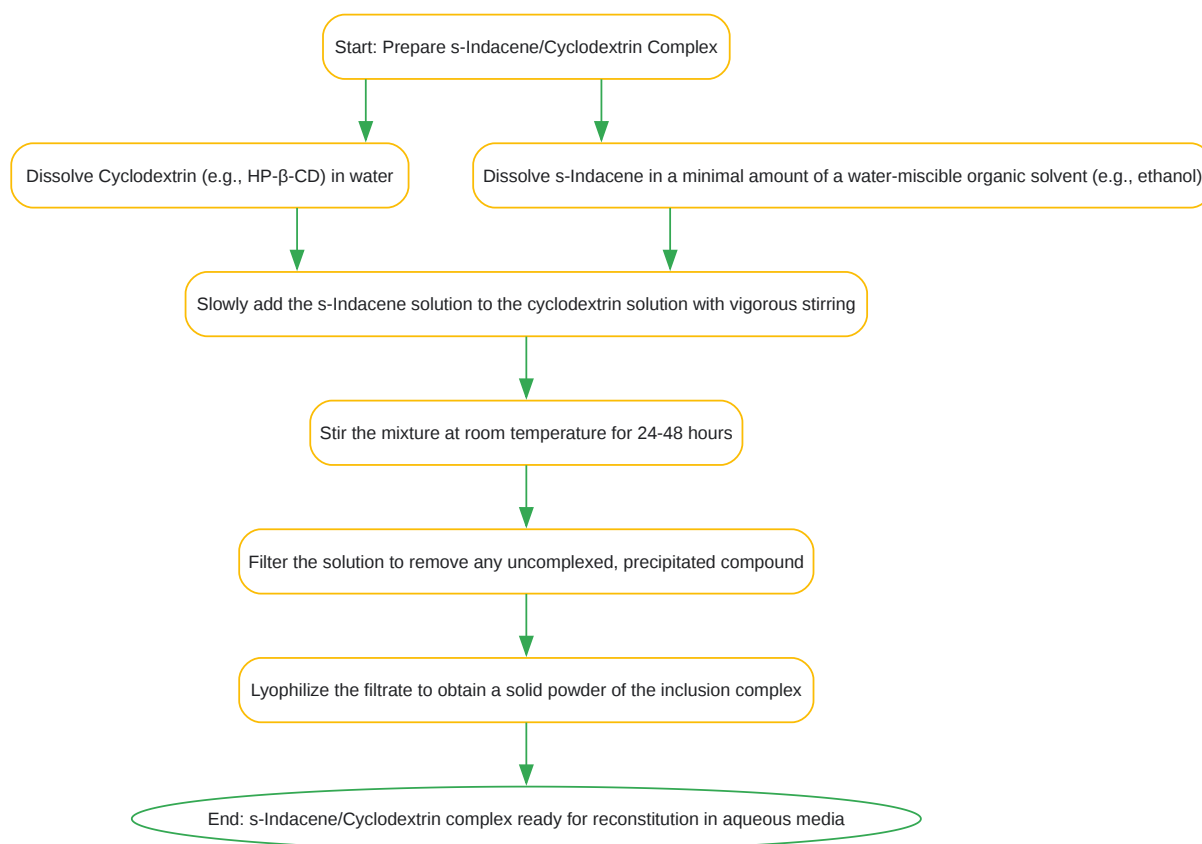 Start: Prepare s-Indacene/Cyclodextrin Complex
Dissolve Cyclodextrin (e.g., HP-β-CD) in water
Dissolve s-Indacene in a minimal amount of a water-miscible organic solvent (e.g., ethanol)
Slowly add the s-Indacene solution to the cyclodextrin solution with vigorous stirring
Stir the mixture at room temperature for 24-48 hours
Filter the solution to remove any uncomplexed, precipitated compound
Lyophilize the filtrate to obtain a solid powder of the inclusion complex
End: s-Indacene/Cyclodextrin complex ready for reconstitution in aqueous media